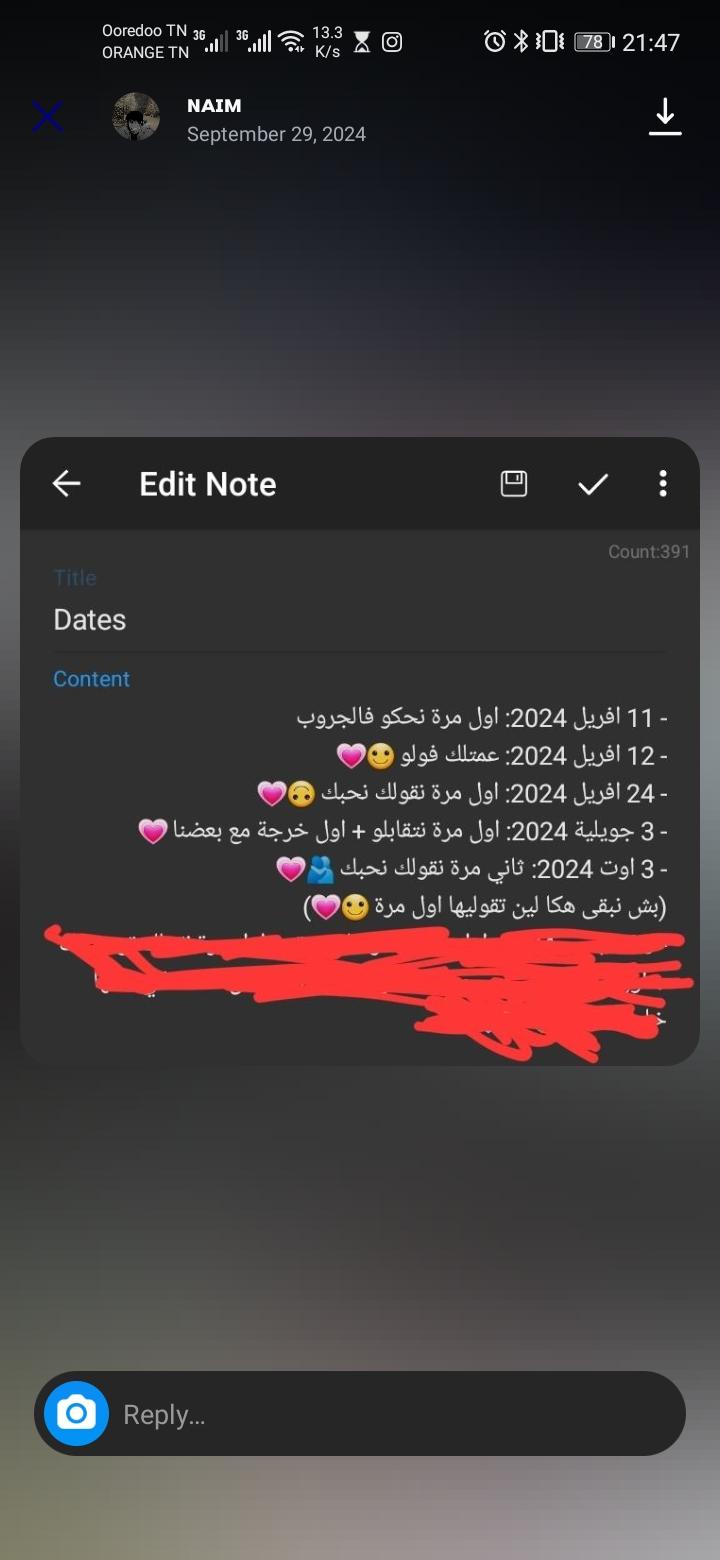 Ooredoo TN
ORANGE TN
3G
3G
13.3 K/s
78
21:47
NAIM
September 29, 2024
Edit Note
Count:391
Title
Dates
Content
- 11 افريل 2024: اول مرة نحكو فالجروب
- 12 افريل 2024: عمتلك فولو 🙂💗
- 24 افريل 2024: اول مرة نقولك نحبك 🙃💗
- 3 جويلية 2024: اول مرة نتقابلو + اول خرجة مع بعضنا 💗
- 3 اوت 2024: ثاني مرة نقولك نحبك 🫂💗
(بش نبقى هكا لين تقوليها اول مرة 🙂💗)
Reply...